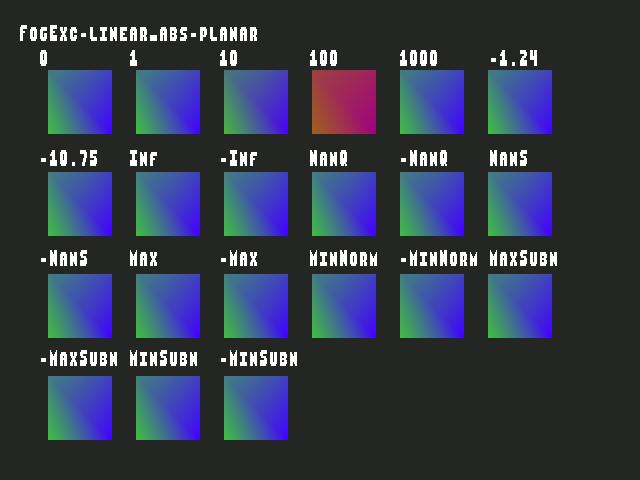 FogExc-linear_abs-planar
0 1 10 100 1000 -1.24
-10.75 Inf -Inf NanQ -NanQ NanS
-NanS Max -Max MinNorm -MinNorm MaxSubN
-MaxSubN MinSubN -MinSubN